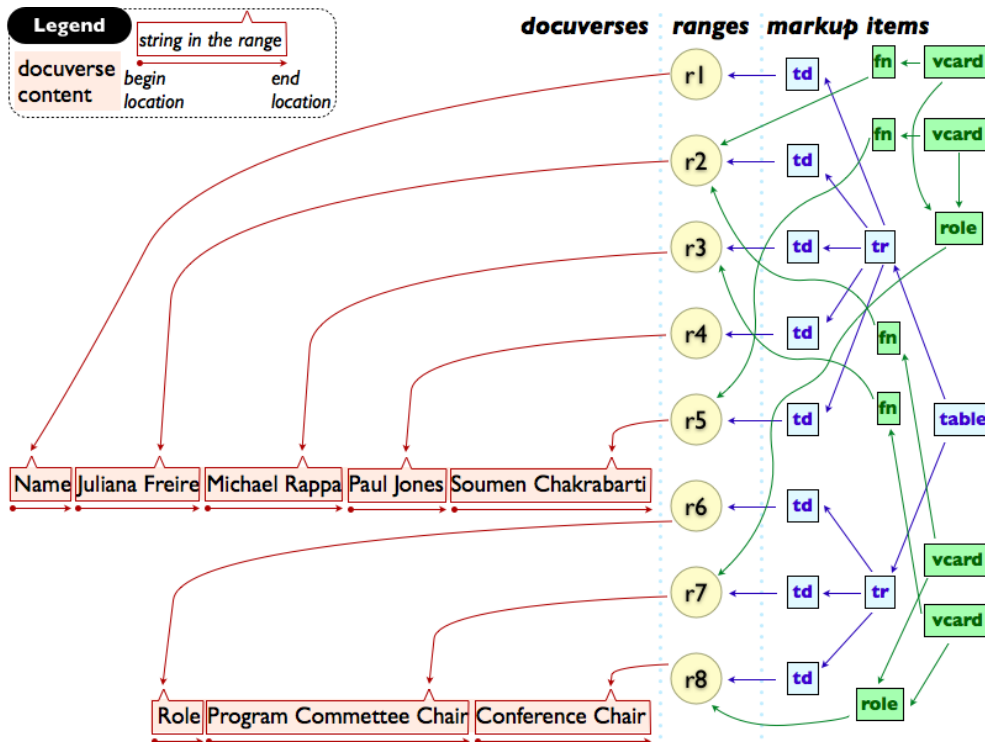 Legend
string in the range
docuverse
content
begin
location
end
location
docuverses ranges markup items
r1 td fn vcard
fn vcard
r2 td
role
r3 td tr
r4 td fn
fn
r5 td table
Name Juliana Freire Michael Rappa Paul Jones Soumen Chakrabarti
r6 td
vcard
r7 td tr
vcard
r8 td
role
Role Program Commettee Chair Conference Chair